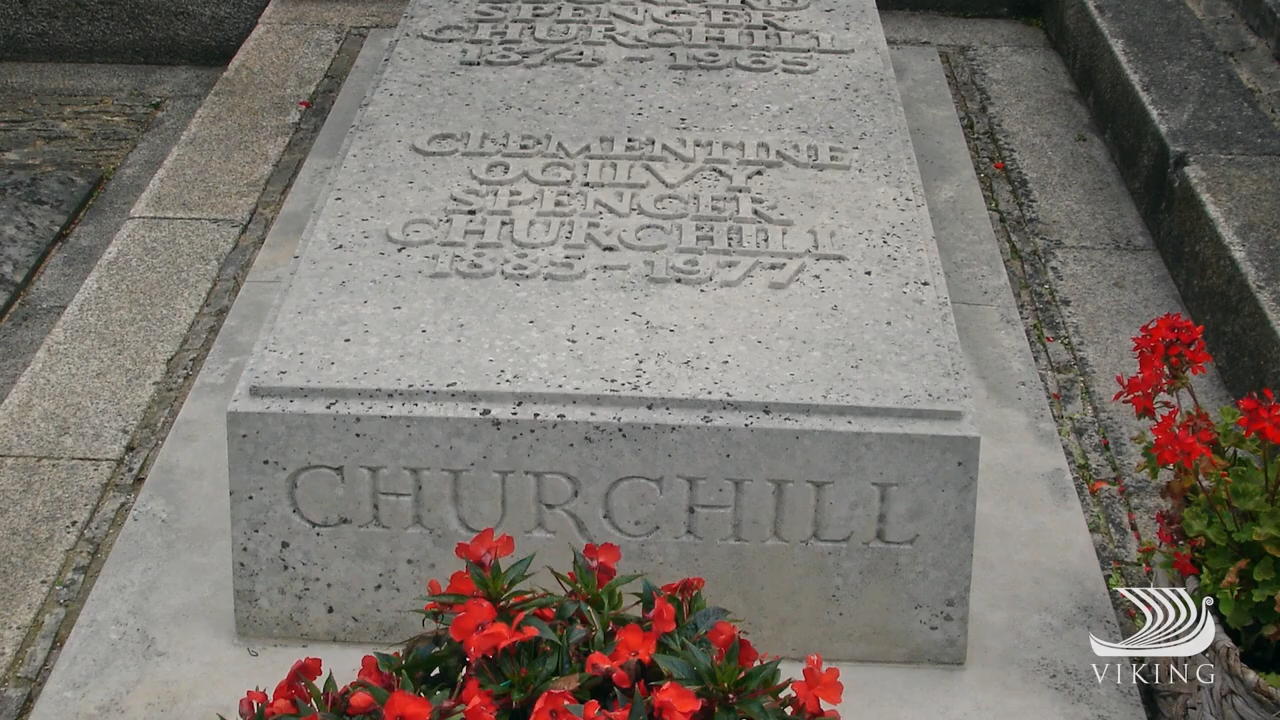 SPENCER
CHURCHILL
1874 - 1965
CLEMENTINE
OGILVY
SPENCER
CHURCHILL
1885 - 1977
CHURCHILL
VIKING